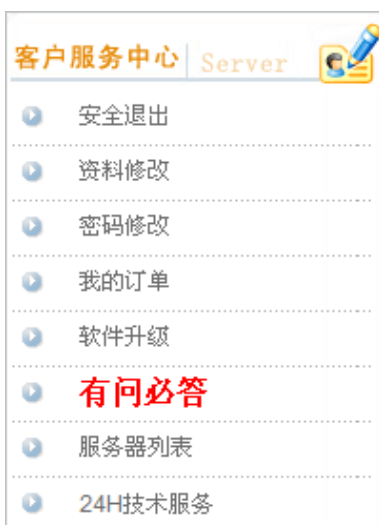 客户服务中心 Server
安全退出
资料修改
密码修改
我的订单
软件升级
有问必答
服务器列表
24H技术服务